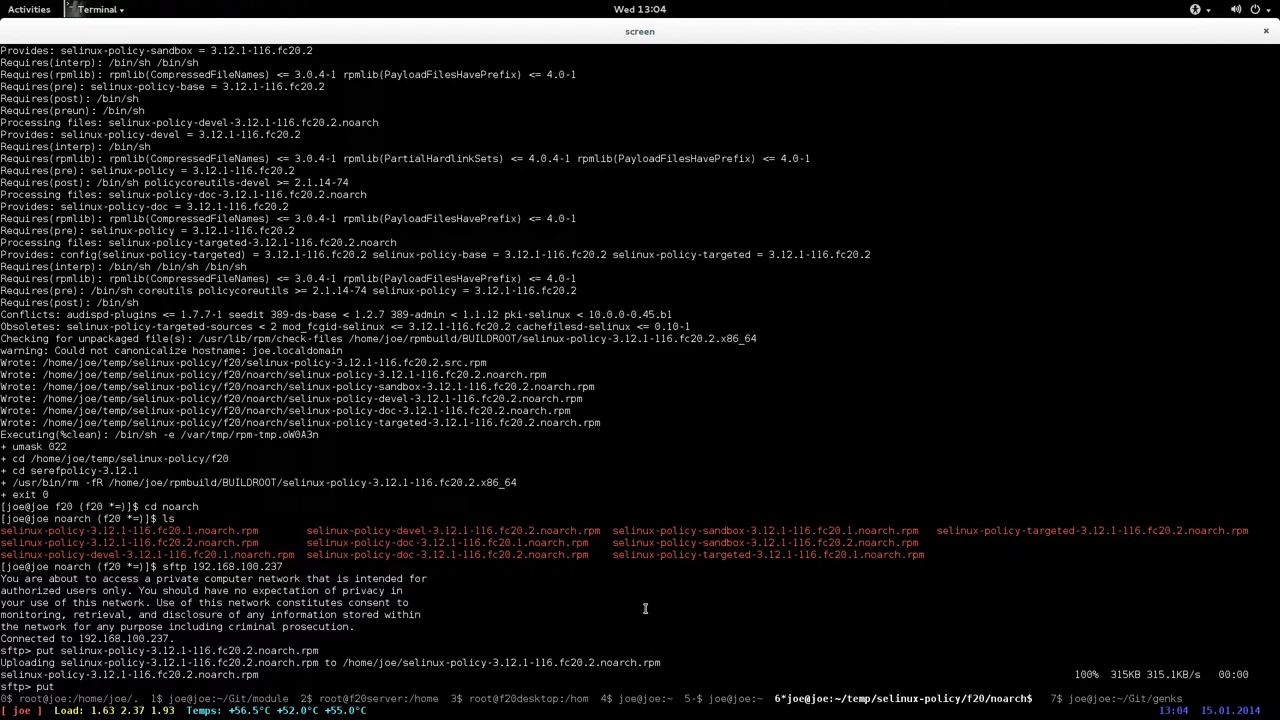 Activities Terminal Wed 13:04
screen ×
Provides: selinux-policy-sandbox = 3.12.1-116.fc20.2
Requires(interp): /bin/sh /bin/sh
Requires(rpmlib): rpmlib(CompressedFileNames) <= 3.0.4-1 rpmlib(PayloadFilesHavePrefix) <= 4.0-1
Requires(pre): selinux-policy-base = 3.12.1-116.fc20.2
Requires(post): /bin/sh
Requires(preun): /bin/sh
Processing files: selinux-policy-devel-3.12.1-116.fc20.2.noarch
Provides: selinux-policy-devel = 3.12.1-116.fc20.2
Requires(interp): /bin/sh
Requires(rpmlib): rpmlib(CompressedFileNames) <= 3.0.4-1 rpmlib(PartialHardlinkSets) <= 4.0.4-1 rpmlib(PayloadFilesHavePrefix) <= 4.0-1
Requires(pre): selinux-policy = 3.12.1-116.fc20.2
Requires(post): /bin/sh policycoreutils-devel >= 2.1.14-74
Processing files: selinux-policy-doc-3.12.1-116.fc20.2.noarch
Provides: selinux-policy-doc = 3.12.1-116.fc20.2
Requires(rpmlib): rpmlib(CompressedFileNames) <= 3.0.4-1 rpmlib(PayloadFilesHavePrefix) <= 4.0-1
Requires(pre): selinux-policy = 3.12.1-116.fc20.2
Processing files: selinux-policy-targeted-3.12.1-116.fc20.2.noarch
Provides: config(selinux-policy-targeted) = 3.12.1-116.fc20.2 selinux-policy-base = 3.12.1-116.fc20.2 selinux-policy-targeted = 3.12.1-116.fc20.2
Requires(interp): /bin/sh /bin/sh /bin/sh
Requires(rpmlib): rpmlib(CompressedFileNames) <= 3.0.4-1 rpmlib(PayloadFilesHavePrefix) <= 4.0-1
Requires(pre): /bin/sh coreutils policycoreutils >= 2.1.14-74 selinux-policy = 3.12.1-116.fc20.2
Requires(post): /bin/sh
Conflicts: audispd-plugins <= 1.7.7-1 seedit 389-ds-base < 1.2.7 389-admin < 1.1.12 pki-selinux < 10.0.0-0.45.b1
Obsoletes: selinux-policy-targeted-sources < 2 mod_fcgid-selinux <= 3.12.1-116.fc20.2 cachefilesd-selinux <= 0.10-1
Checking for unpackaged file(s): /usr/lib/rpm/check-files /home/joe/rpmbuild/BUILDROOT/selinux-policy-3.12.1-116.fc20.2.x86_64
warning: Could not canonicalize hostname: joe.localdomain
Wrote: /home/joe/temp/selinux-policy/f20/selinux-policy-3.12.1-116.fc20.2.src.rpm
Wrote: /home/joe/temp/selinux-policy/f20/noarch/selinux-policy-3.12.1-116.fc20.2.noarch.rpm
Wrote: /home/joe/temp/selinux-policy/f20/noarch/selinux-policy-sandbox-3.12.1-116.fc20.2.noarch.rpm
Wrote: /home/joe/temp/selinux-policy/f20/noarch/selinux-policy-devel-3.12.1-116.fc20.2.noarch.rpm
Wrote: /home/joe/temp/selinux-policy/f20/noarch/selinux-policy-doc-3.12.1-116.fc20.2.noarch.rpm
Wrote: /home/joe/temp/selinux-policy/f20/noarch/selinux-policy-targeted-3.12.1-116.fc20.2.noarch.rpm
Executing(%clean): /bin/sh -e /var/tmp/rpm-tmp.oW0A3n
+ umask 022
+ cd /home/joe/temp/selinux-policy/f20
+ cd serefpolicy-3.12.1
+ /usr/bin/rm -fR /home/joe/rpmbuild/BUILDROOT/selinux-policy-3.12.1-116.fc20.2.x86_64
+ exit 0
[joe@joe f20 (f20 *=)]$ cd noarch
[joe@joe noarch (f20 *=)]$ ls
selinux-policy-3.12.1-116.fc20.1.noarch.rpm selinux-policy-devel-3.12.1-116.fc20.2.noarch.rpm selinux-policy-sandbox-3.12.1-116.fc20.1.noarch.rpm selinux-policy-targeted-3.12.1-116.fc20.2.noarch.rpm
selinux-policy-3.12.1-116.fc20.2.noarch.rpm selinux-policy-doc-3.12.1-116.fc20.1.noarch.rpm selinux-policy-sandbox-3.12.1-116.fc20.2.noarch.rpm
selinux-policy-devel-3.12.1-116.fc20.1.noarch.rpm selinux-policy-doc-3.12.1-116.fc20.2.noarch.rpm selinux-policy-targeted-3.12.1-116.fc20.1.noarch.rpm
[joe@joe noarch (f20 *=)]$ sftp 192.168.100.237
You are about to access a private computer network that is intended for
authorized users only. You should have no expectation of privacy in
your use of this network. Use of this network constitutes consent to
monitoring, retrieval, and disclosure of any information stored within
the network for any purpose including criminal prosecution.
Connected to 192.168.100.237.
sftp> put selinux-policy-3.12.1-116.fc20.2.noarch.rpm
Uploading selinux-policy-3.12.1-116.fc20.2.noarch.rpm to /home/joe/selinux-policy-3.12.1-116.fc20.2.noarch.rpm
selinux-policy-3.12.1-116.fc20.2.noarch.rpm 100% 315KB 315.1KB/s 00:00
sftp> put
0$ root@joe:/home/joe/. 1$ joe@joe:~/Git/module 2$ root@f20server:/home 3$ root@f20desktop:/hom 4$ joe@joe:~ 5-$ joe@joe:~ 6*joe@joe:~/temp/selinux-policy/f20/noarch$ 7$ joe@joe:~/Git/genks
[ joe ] Load: 1.63 2.37 1.93 Temps: +56.5°C +52.0°C +55.0°C 13:04 15.01.2014